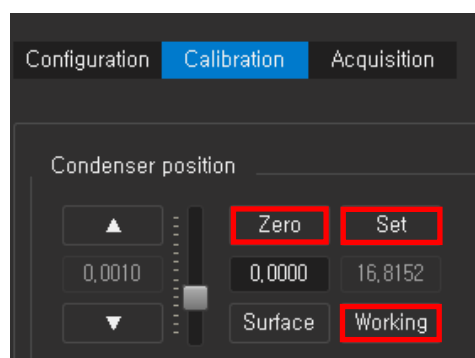 Configuration Calibration Acquisition
Condenser position
▲ Zero Set
0,0010 0,0000 16,8152
▼ Surface Working